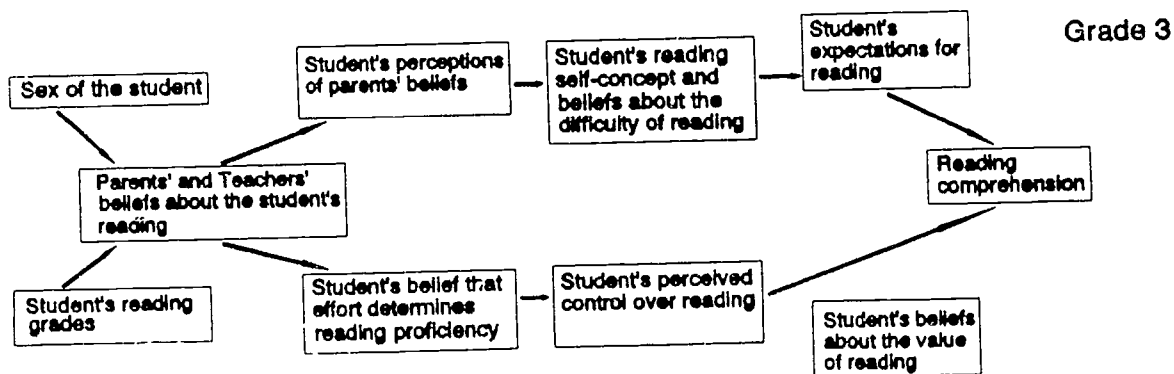 Grade 3
Sex of the student
Student's perceptions
of parents' beliefs
Student's reading
self-concept and
beliefs about the
difficulty of reading
Student's
expectations for
reading
Parents' and Teachers'
beliefs about the student's
reading
Reading
comprehension
Student's reading
grades
Student's belief that
effort determines
reading proficiency
Student's perceived
control over reading
Student's beliefs
about the value
of reading